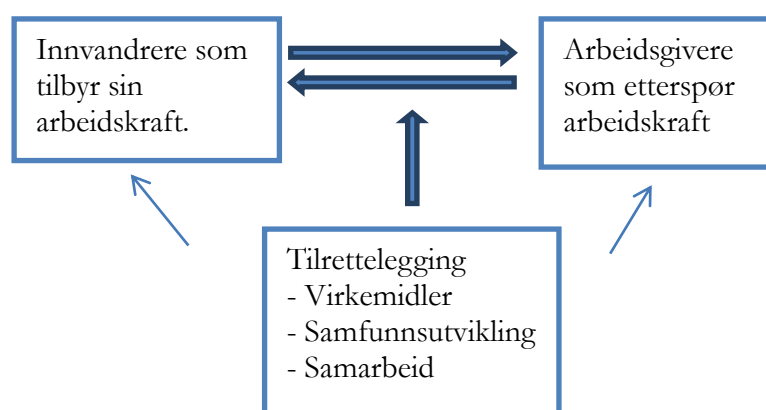 Innvandrere som
tilbyr sin
arbeidskraft.
Arbeidsgivere
som etterspør
arbeidskraft
Tilrettelegging
- Virkemidler
- Samfunnsutvikling
- Samarbeid